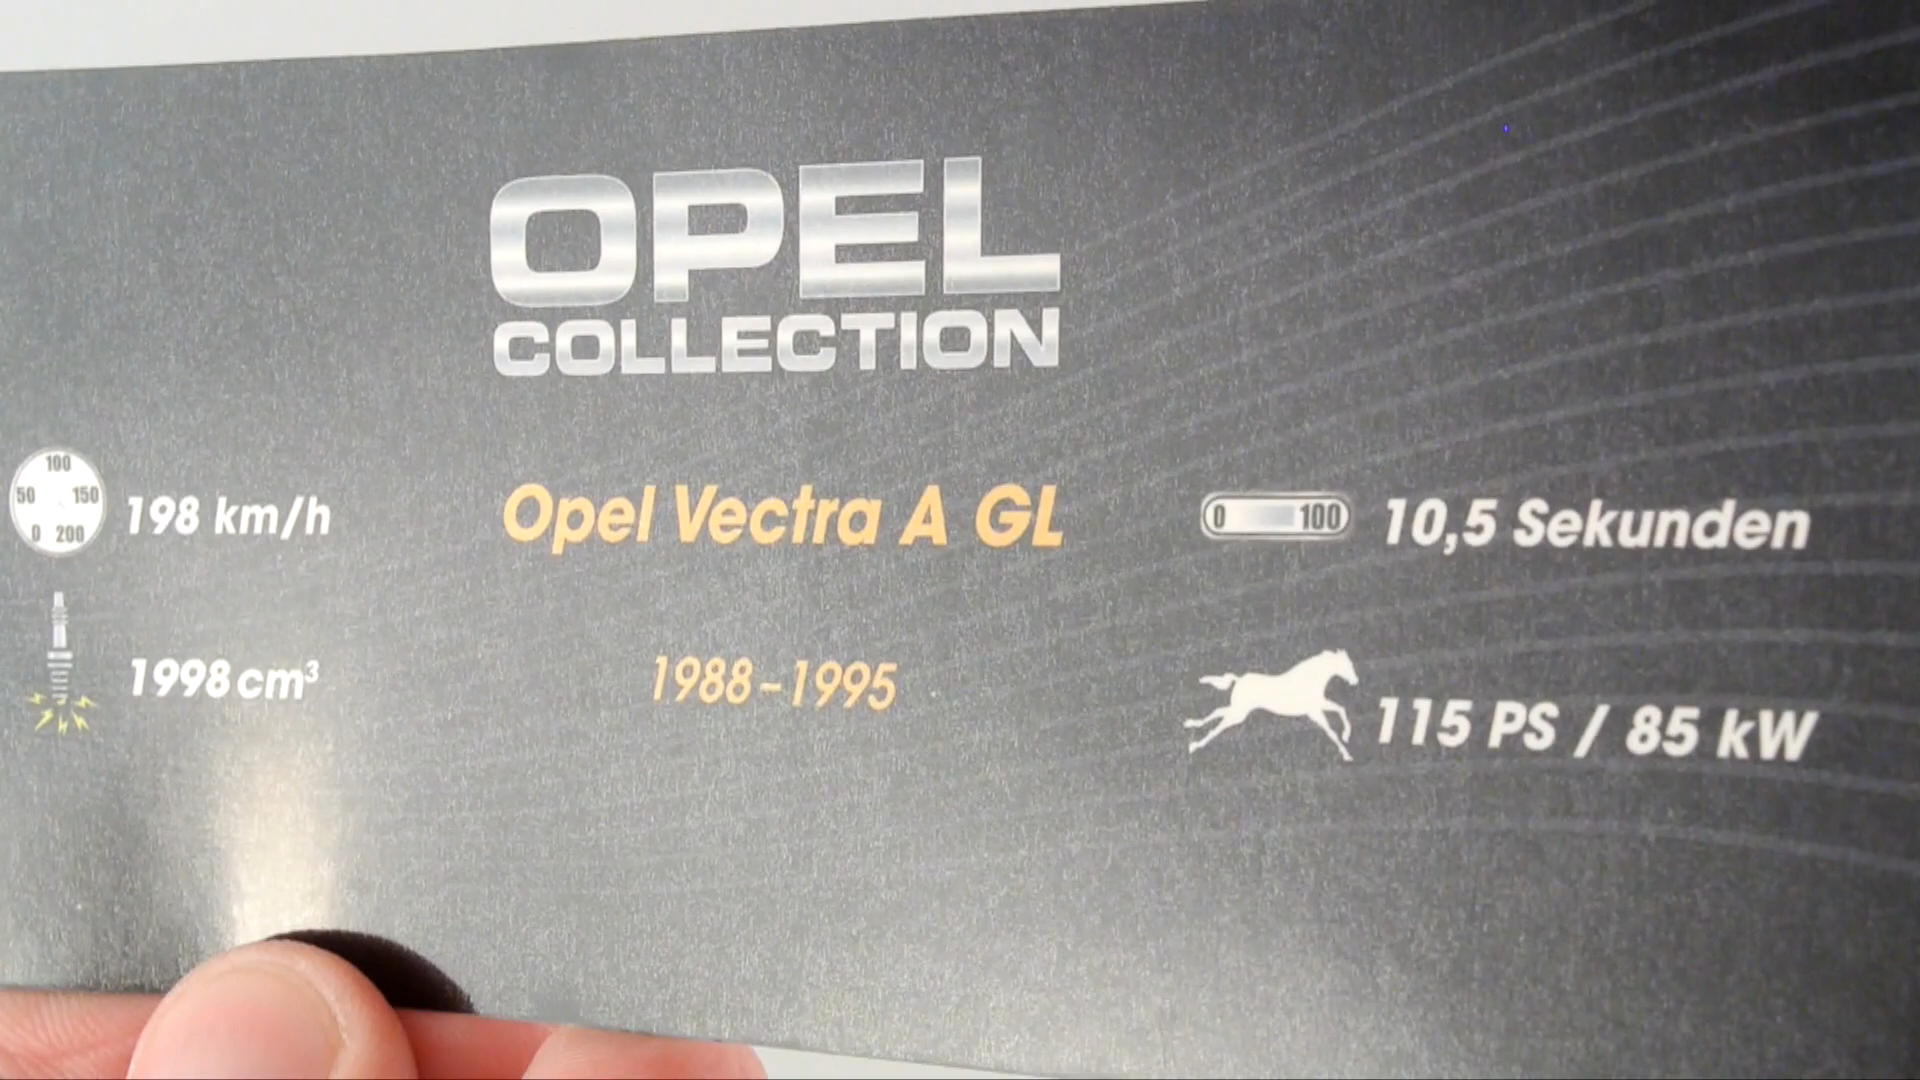 OPEL
COLLECTION
100
50 150
0 200
198 km/h
Opel Vectra A GL
0 100
10,5 Sekunden
1998 cm³
1988-1995
115 PS / 85 kW